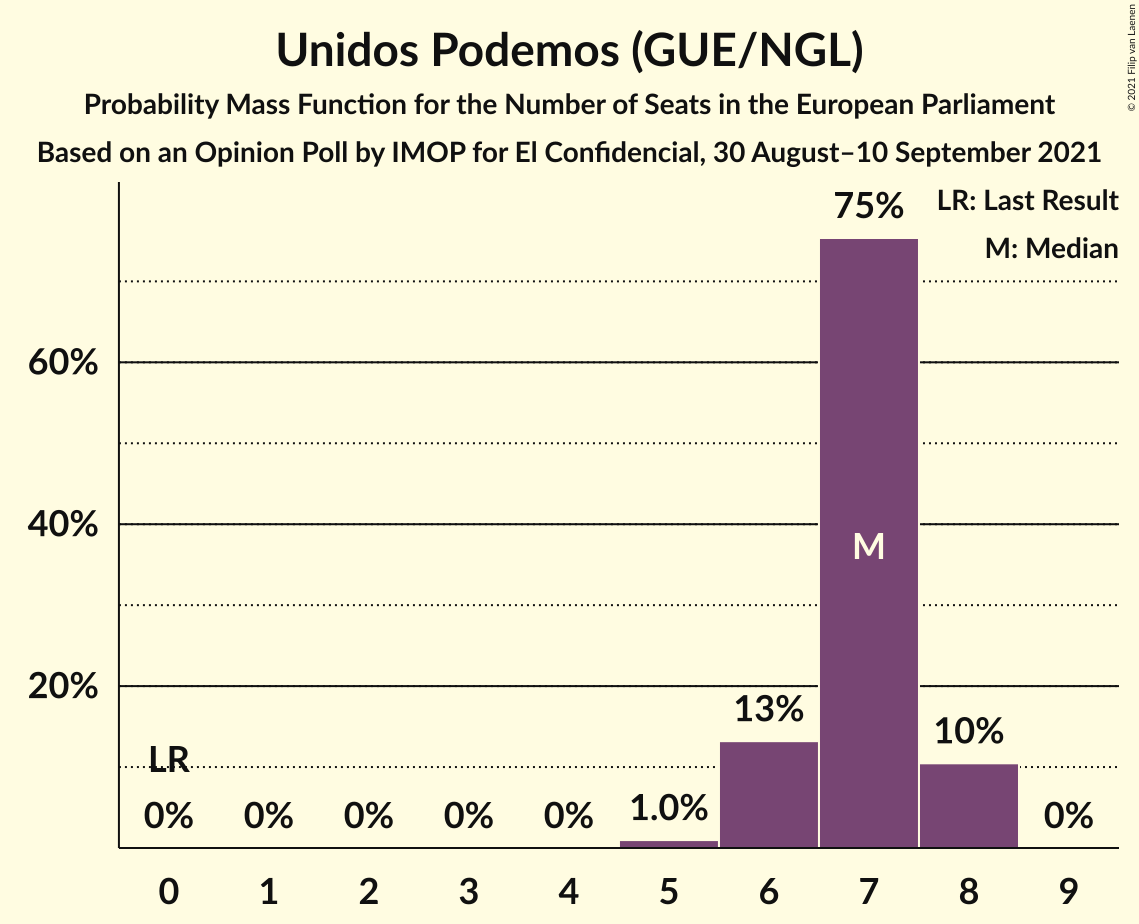 Unidos Podemos (GUE/NGL)
Probability Mass Function for the Number of Seats in the European Parliament
Based on an Opinion Poll by IMOP for El Confidencial, 30 August–10 September 2021
© 2021 Filip van Laenen
LR: Last Result
M: Median
75%
60%
40%
M
20%
13%
10%
LR
0% 0% 0% 0% 0% 1.0% 0%
0 1 2 3 4 5 6 7 8 9